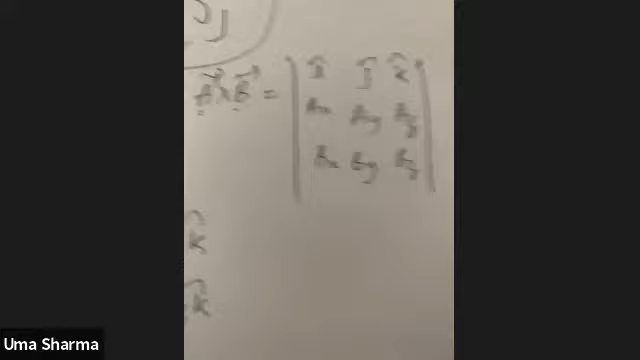 A⃗ x B⃗ = | î ĵ k̂ |
Ax Ay Az
Bx By Bz
k̂
k̂
Uma Sharma